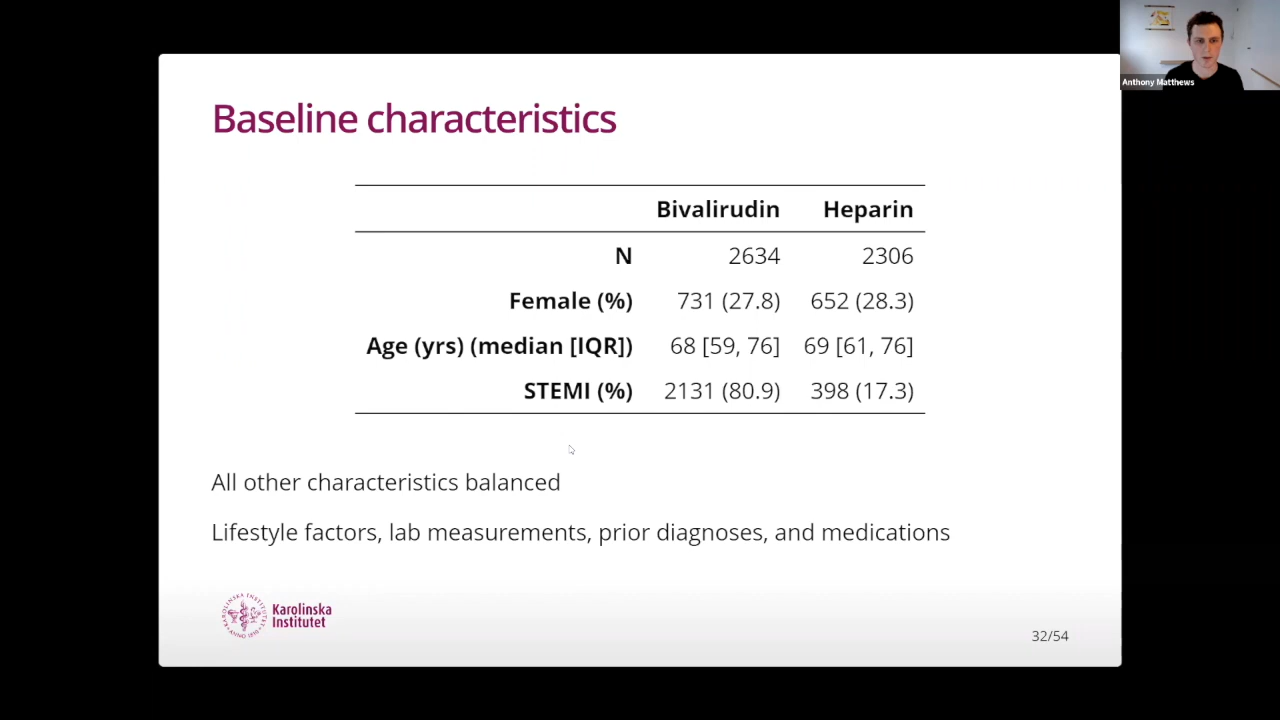 Anthony Matthews
Baseline characteristics
Bivalirudin Heparin
N 2634 2306
Female (%) 731 (27.8) 652 (28.3)
Age (yrs) (median [IQR]) 68 [59, 76] 69 [61, 76]
STEMI (%) 2131 (80.9) 398 (17.3)
All other characteristics balanced
Lifestyle factors, lab measurements, prior diagnoses, and medications
Karolinska
Institutet
32/54